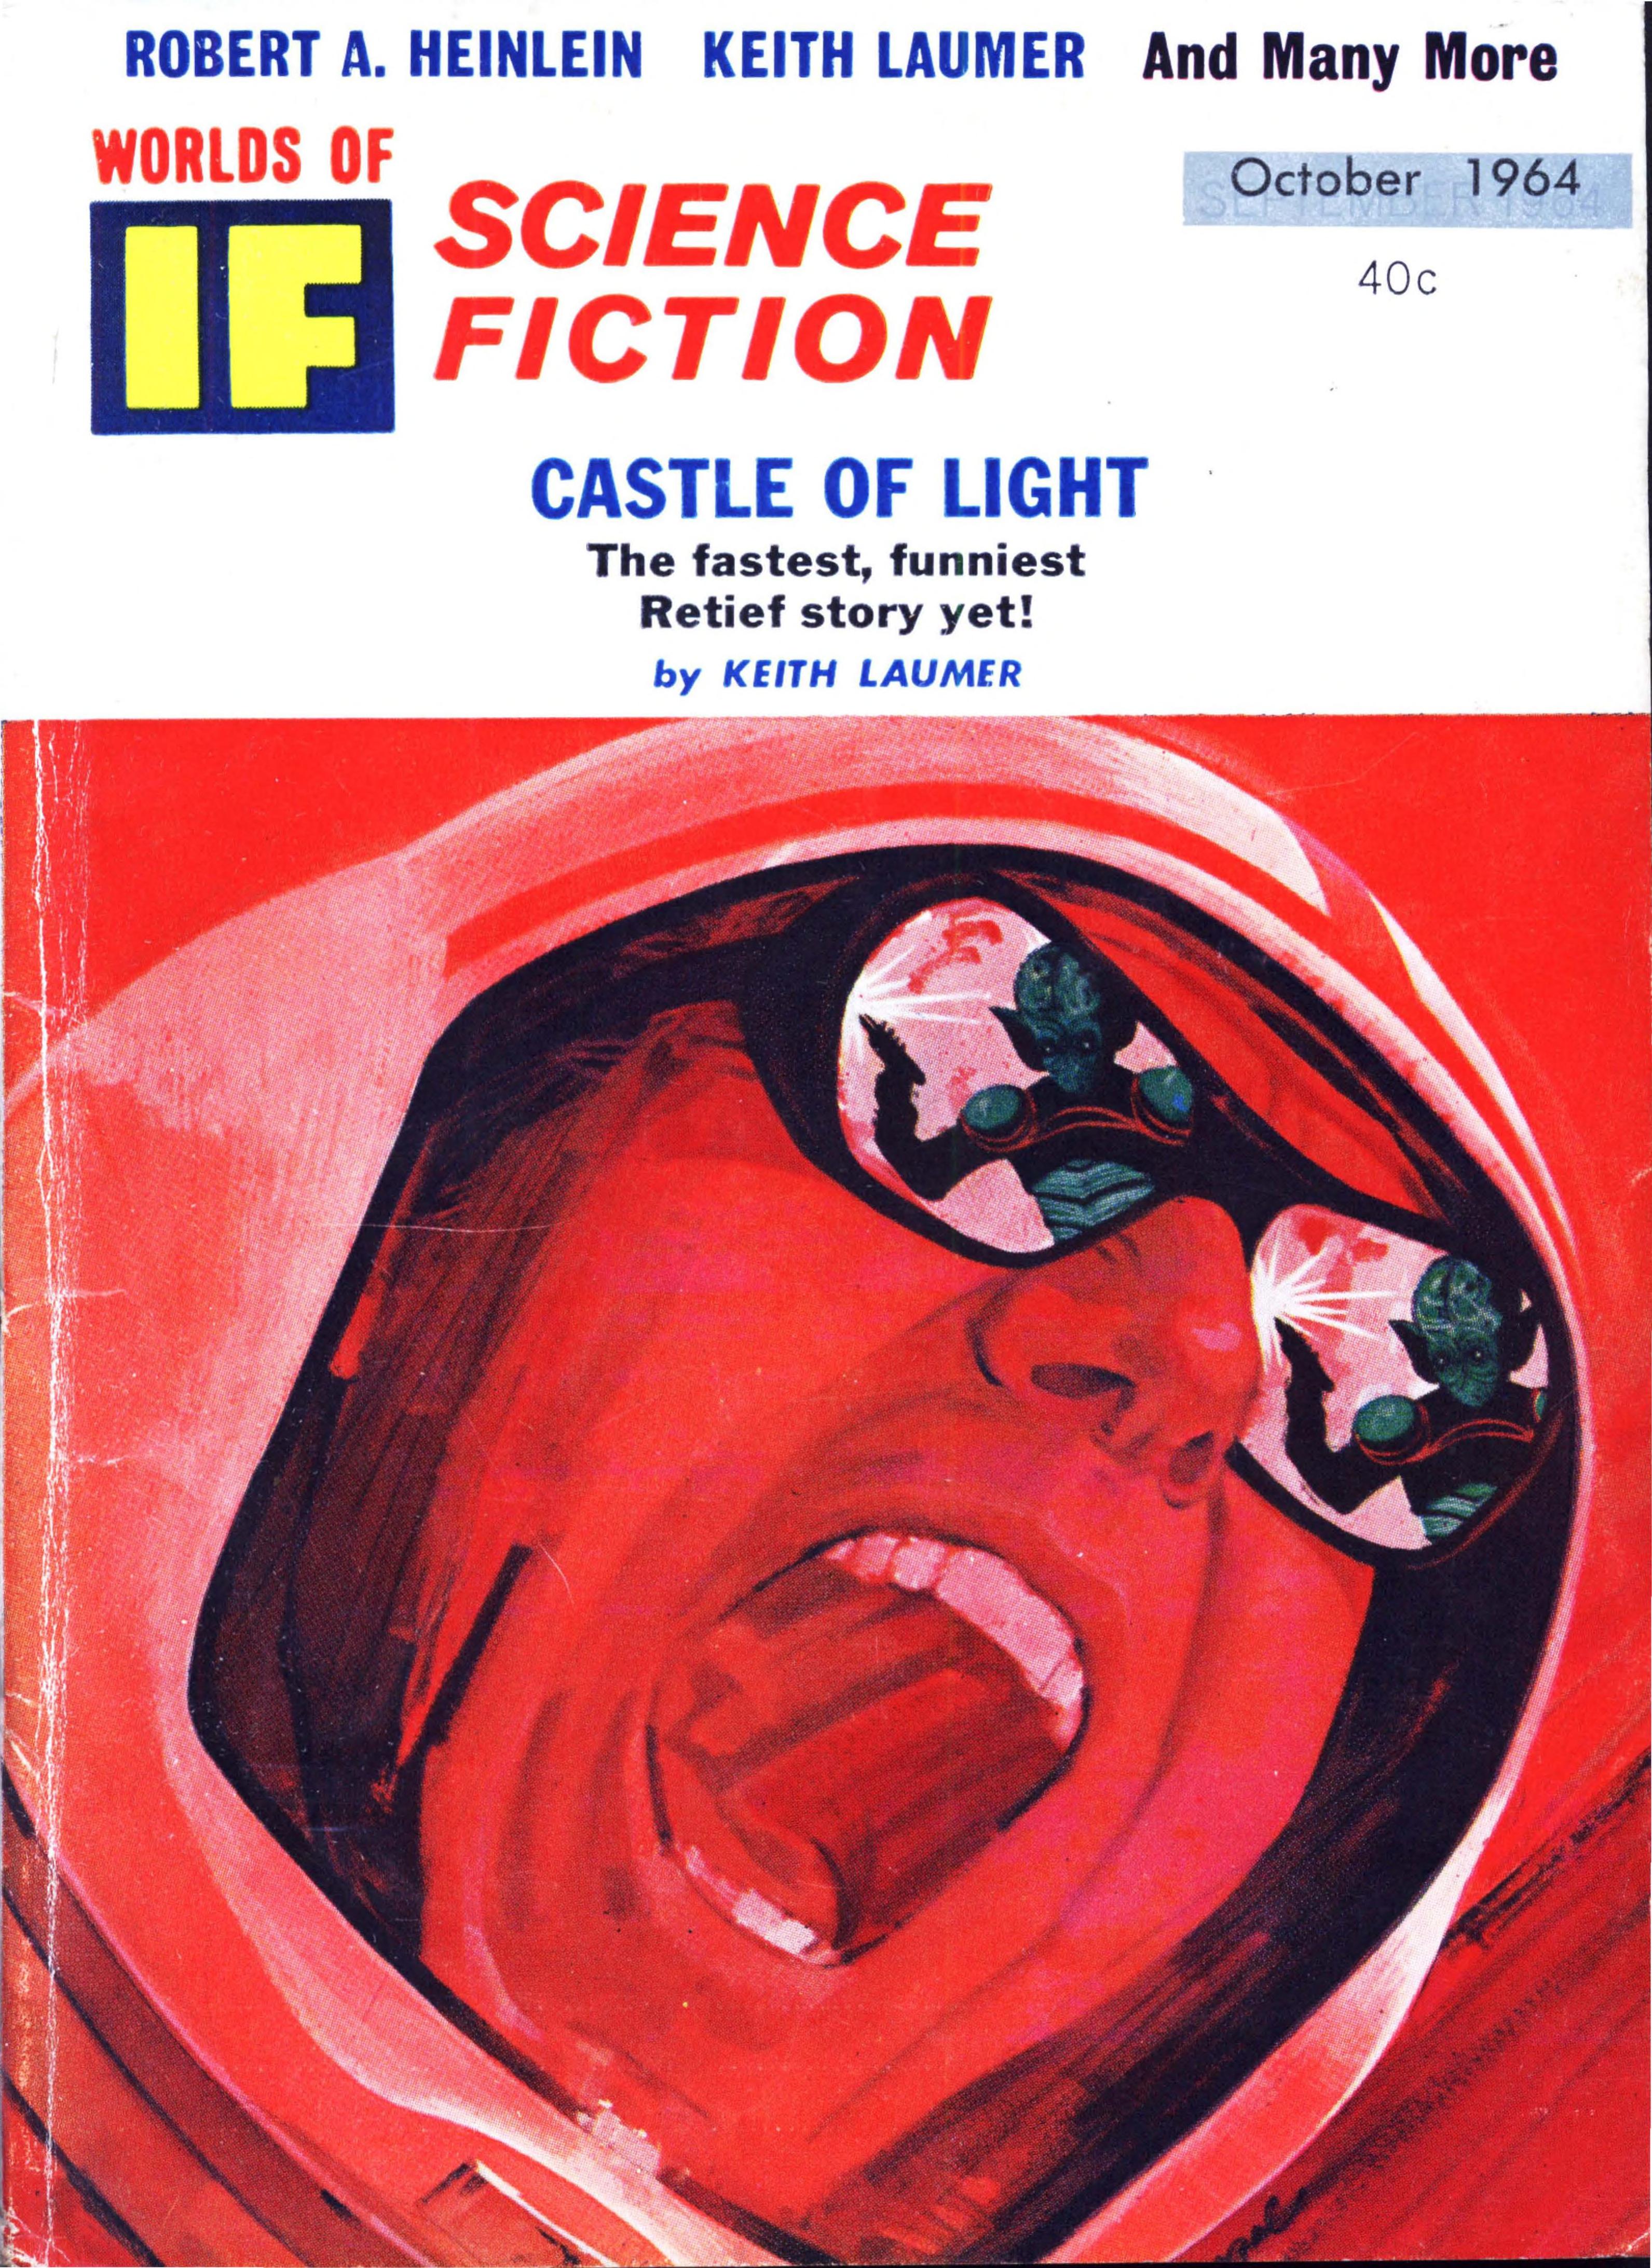 ROBERT A. HEINLEIN KEITH LAUMER And Many More
WORLDS OF
IF
SCIENCE
FICTION
October 1964
SEPTEMBER 1964
40c
CASTLE OF LIGHT
The fastest, funniest
Retief story yet!
by KEITH LAUMER